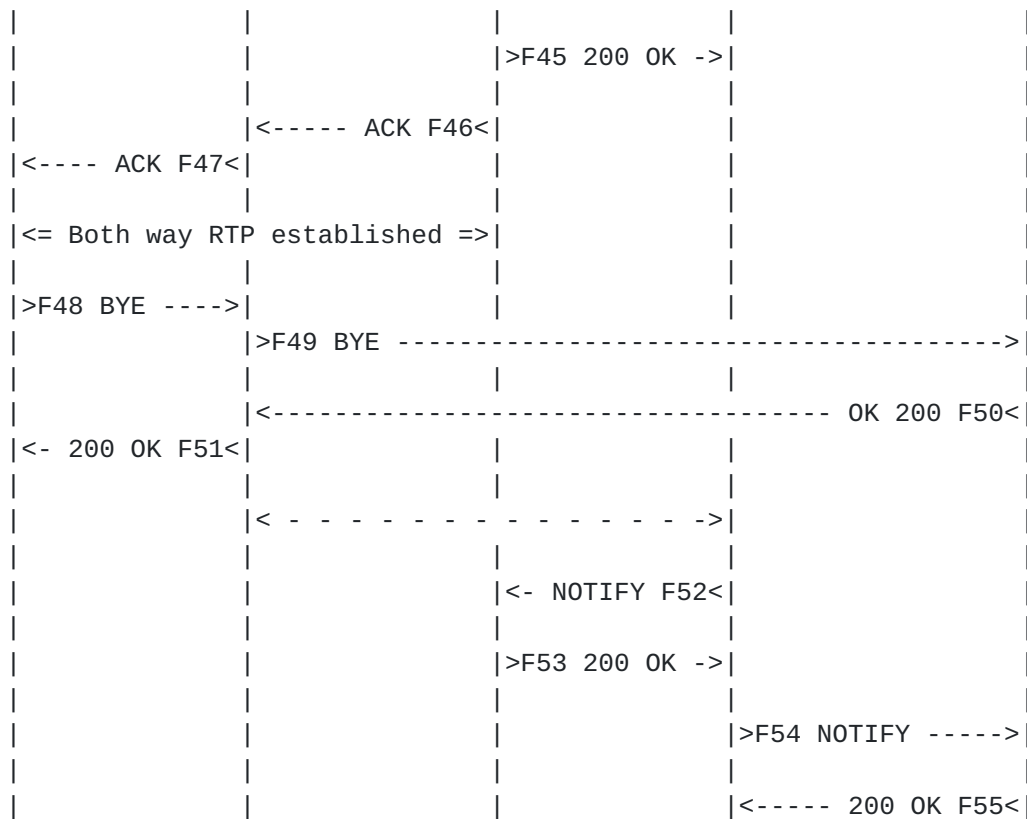 |              |               |              |                  |
|              |               |>F45 200 OK ->|                  |
|              |               |              |                  |
|              |<----- ACK F46<|              |                  |
|<---- ACK F47<|               |              |                  |
|              |               |              |                  |
|<= Both way RTP established =>|              |                  |
|              |               |              |                  |
|>F48 BYE ---->|               |              |                  |
|              |>F49 BYE --------------------------------------->|
|              |               |              |                  |
|              |<------------------------------------ OK 200 F50<|
|<- 200 OK F51<|               |              |                  |
|              |               |              |                  |
|              |< - - - - - - - - - - - - - ->|                  |
|              |               |              |                  |
|              |               |<- NOTIFY F52<|                  |
|              |               |              |                  |
|              |               |>F53 200 OK ->|                  |
|              |               |              |                  |
|              |               |              |>F54 NOTIFY ----->|
|              |               |              |                  |
|              |               |              |<----- 200 OK F55<|